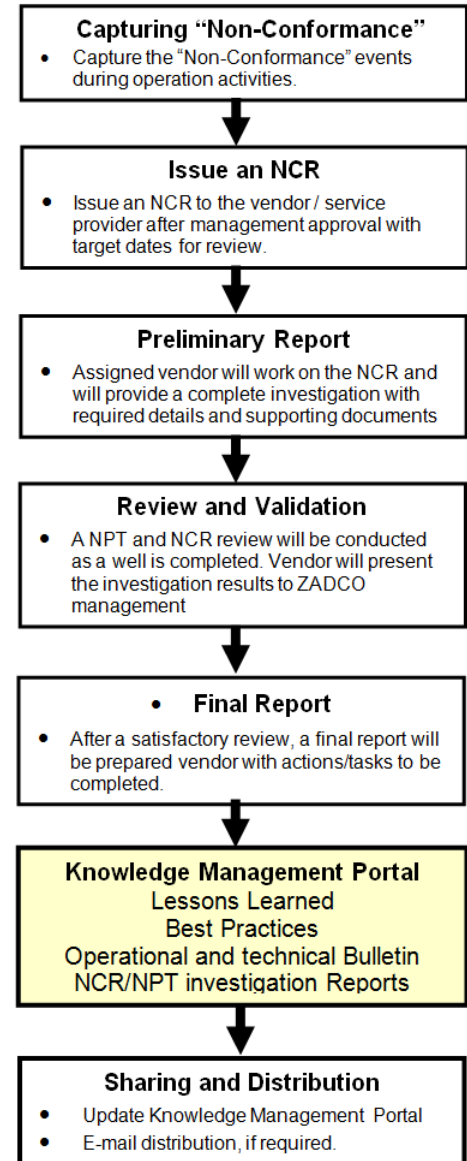 Capturing “Non-Conformance”
• Capture the “Non-Conformance” events
during operation activities.
Issue an NCR
• Issue an NCR to the vendor / service
provider after management approval with
target dates for review.
Preliminary Report
• Assigned vendor will work on the NCR and
will provide a complete investigation with
required details and supporting documents
Review and Validation
• A NPT and NCR review will be conducted
as a well is completed. Vendor will present
the investigation results to ZADCO
management
• Final Report
• After a satisfactory review, a final report will
be prepared vendor with actions/tasks to be
completed.
Knowledge Management Portal
Lessons Learned
Best Practices
Operational and technical Bulletin
NCR/NPT investigation Reports
Sharing and Distribution
• Update Knowledge Management Portal
• E-mail distribution, if required.